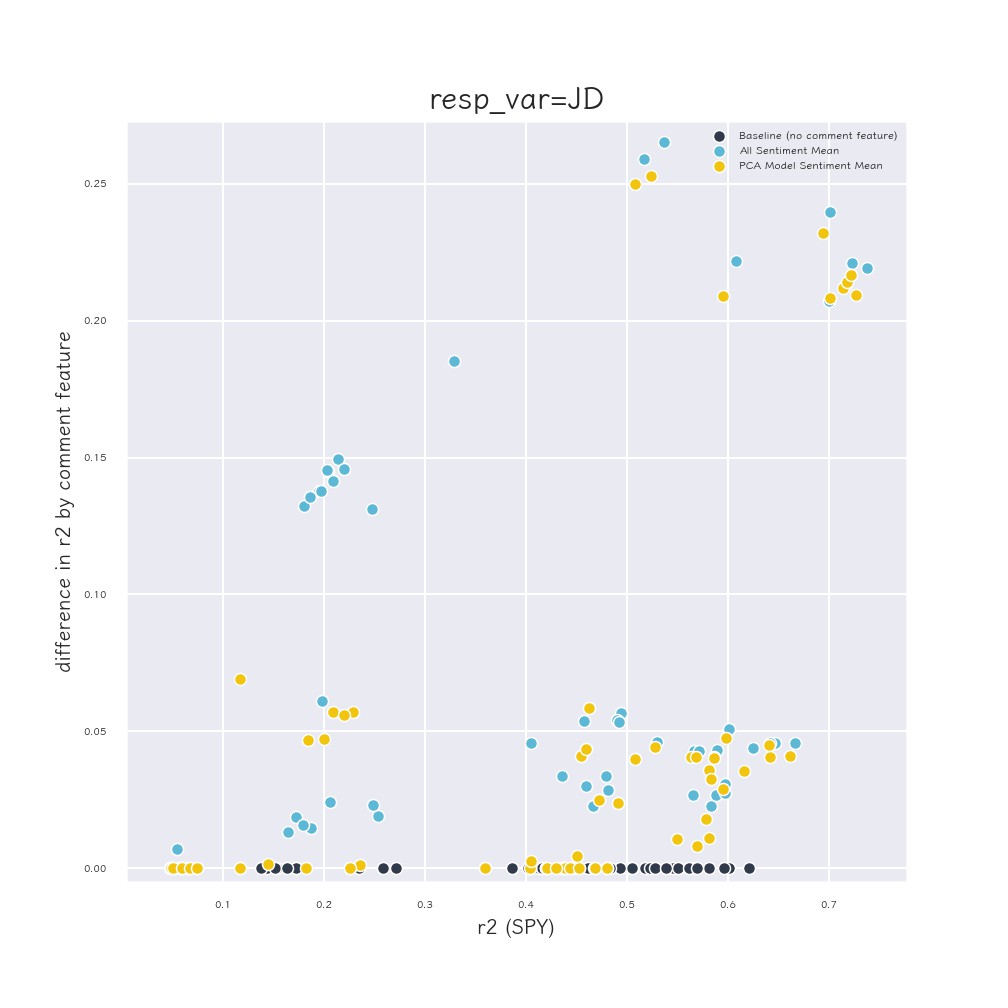 resp_var=JD
Baseline (no comment feature)
All Sentiment Mean
PCA Model Sentiment Mean
difference in r2 by comment feature
0.25
0.20
0.15
0.10
0.05
0.00
0.1 0.2 0.3 0.4 0.5 0.6 0.7
r2 (SPY)